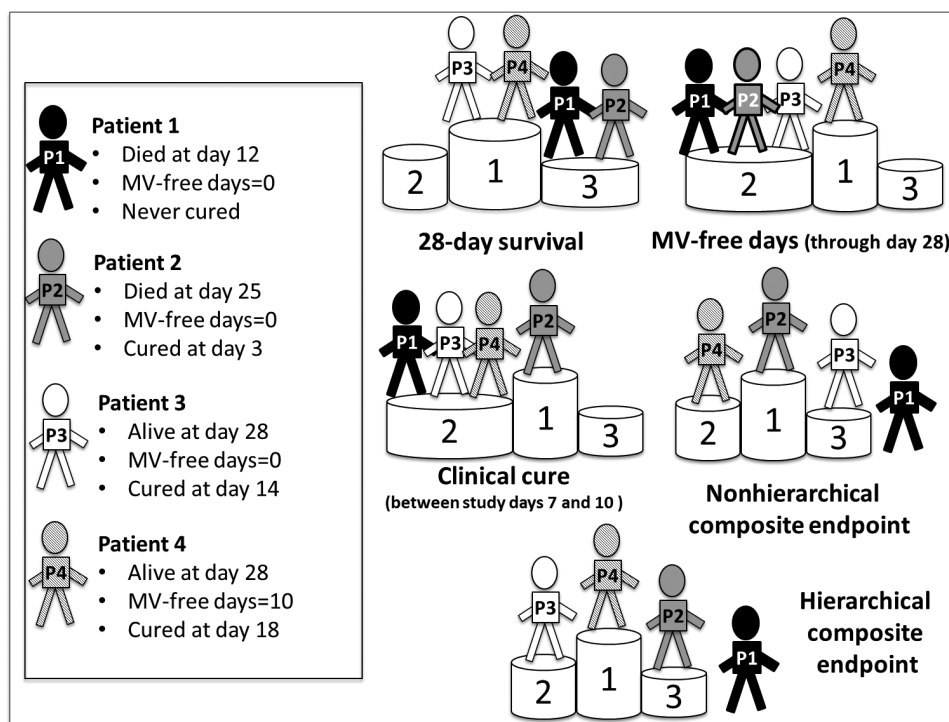 P1
Patient 1
• Died at day 12
• MV-free days=0
• Never cured
P2
Patient 2
• Died at day 25
• MV-free days=0
• Cured at day 3
P3
Patient 3
• Alive at day 28
• MV-free days=0
• Cured at day 14
P4
Patient 4
• Alive at day 28
• MV-free days=10
• Cured at day 18
P3 P4 P1 P2
2 1 3
28-day survival
P1 P2 P3 P4
2 1 3
MV-free days (through day 28)
P1 P3 P4 P2
2 1 3
Clinical cure
(between study days 7 and 10 )
P4 P2 P3 P1
2 1 3
Nonhierarchical
composite endpoint
P3 P4 P2 P1
2 1 3
Hierarchical
composite
endpoint